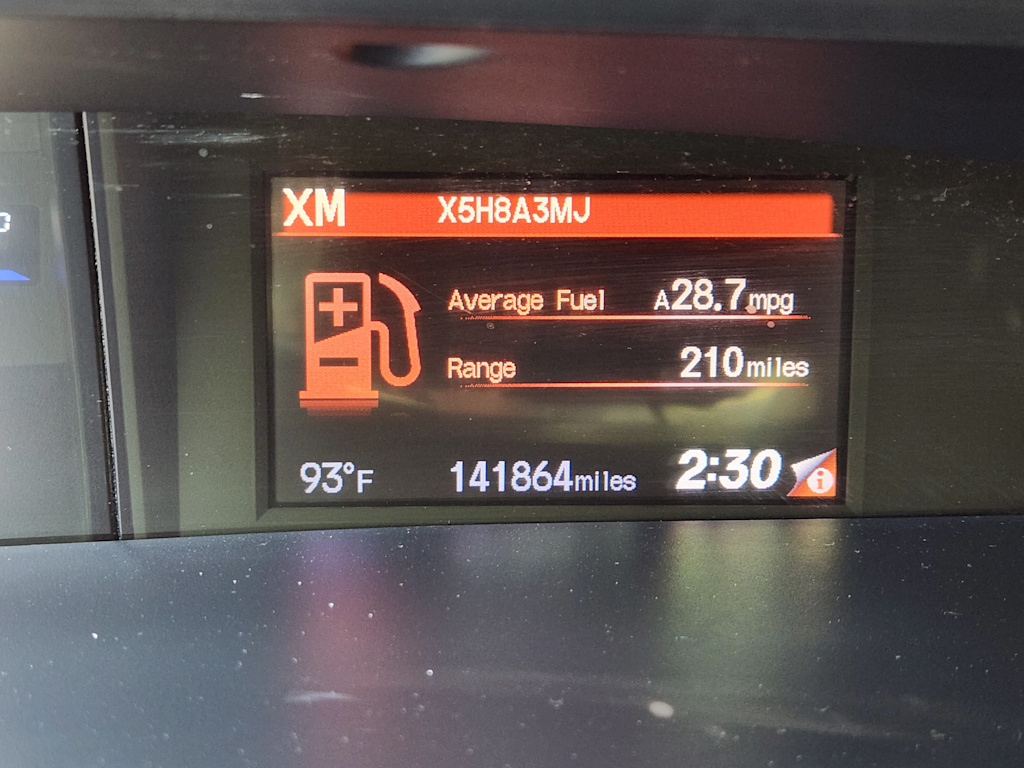 XM X5H8A3MJ
Average Fuel A28.7mpg
Range 210miles
93°F 141864miles 2:30 i